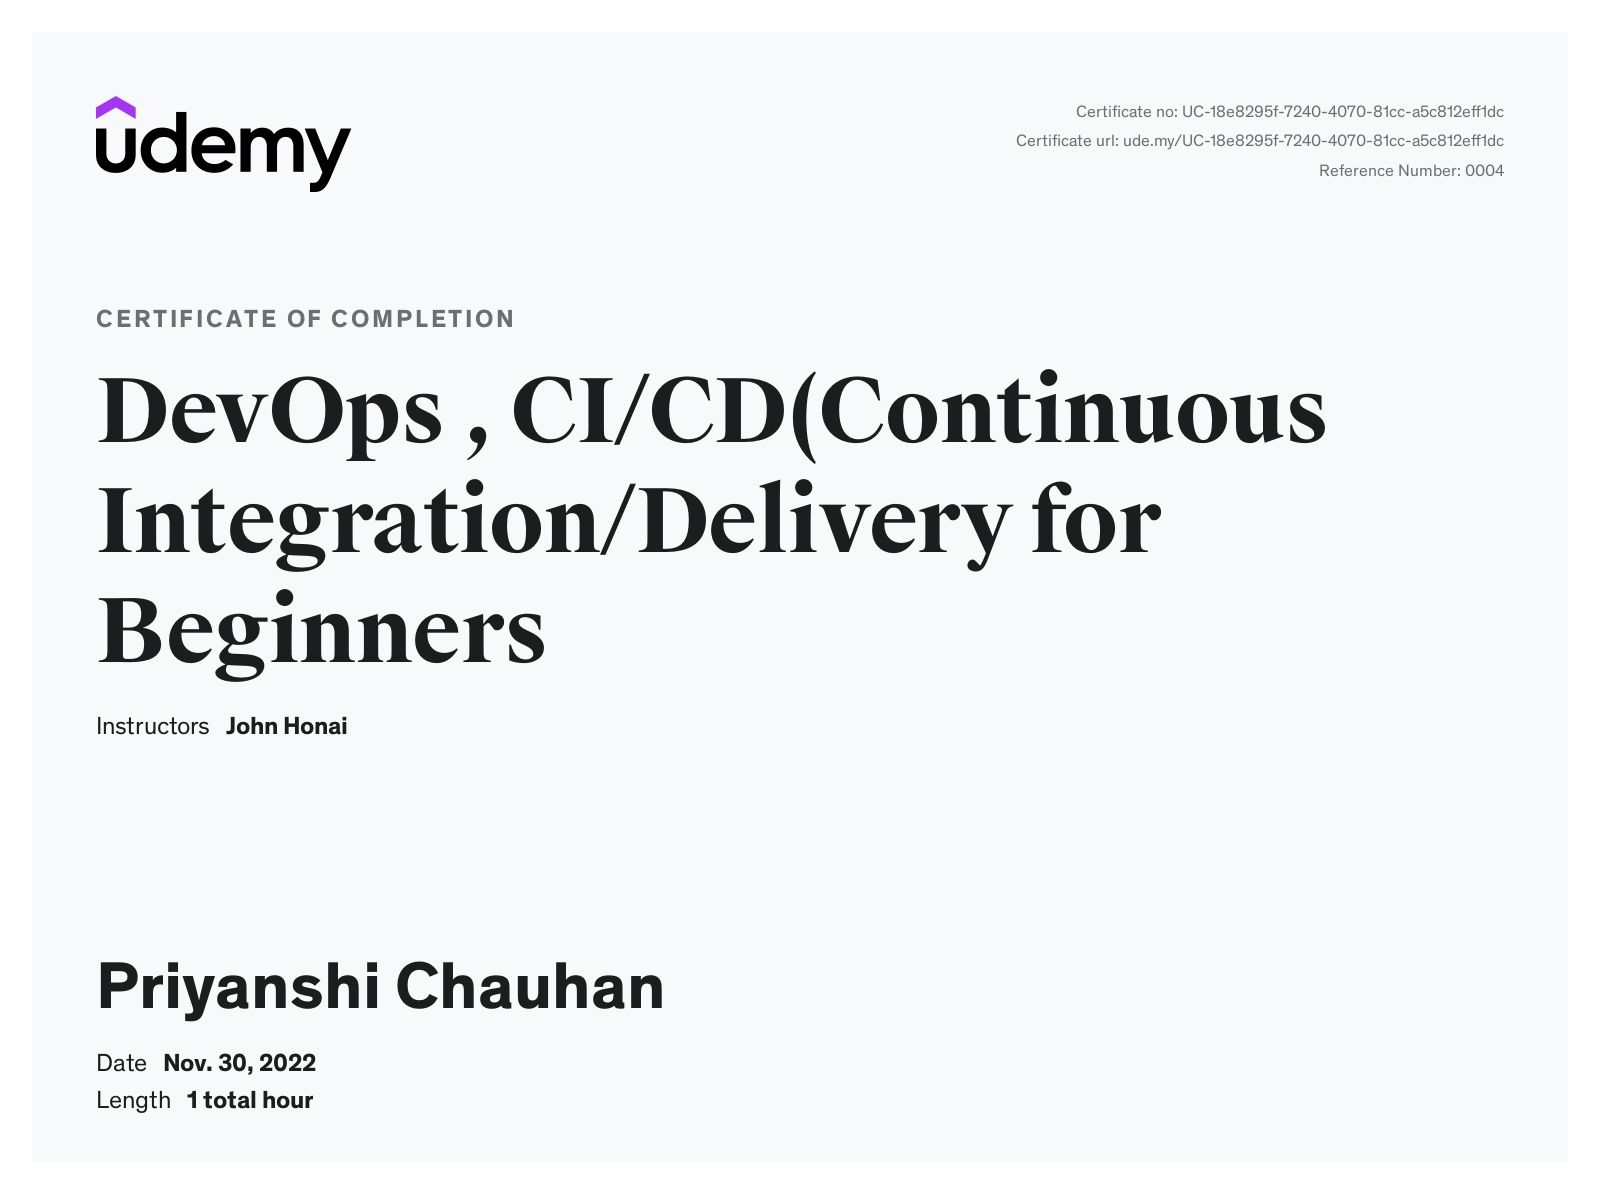 udemy
Certificate no: UC-18e8295f-7240-4070-81cc-a5c812eff1dc
Certificate url: ude.my/UC-18e8295f-7240-4070-81cc-a5c812eff1dc
Reference Number: 0004
CERTIFICATE OF COMPLETION
DevOps , CI/CD(Continuous
Integration/Delivery for
Beginners
Instructors John Honai
Priyanshi Chauhan
Date Nov. 30, 2022
Length 1 total hour